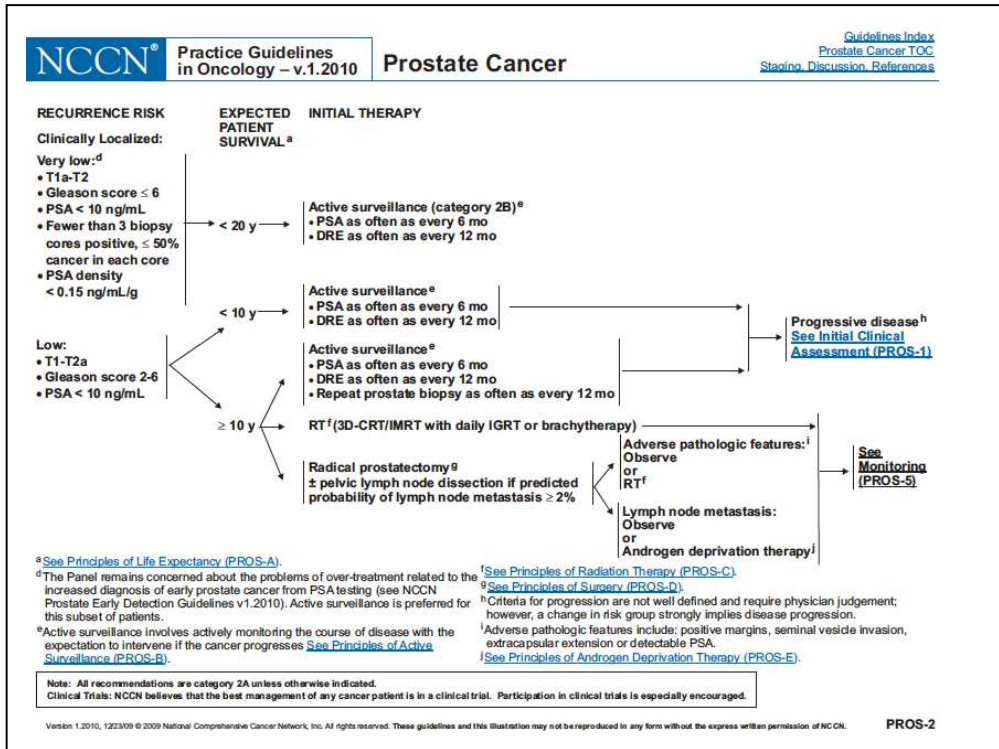 NCCN®
Practice Guidelines
in Oncology – v.1.2010
Prostate Cancer
Guidelines Index
Prostate Cancer TOC
Staging, Discussion, References
RECURRENCE RISK
EXPECTED
PATIENT
SURVIVAL a
INITIAL THERAPY
Clinically Localized:
Very low: d
• T1a-T2
• Gleason score ≤ 6
• PSA < 10 ng/mL
• Fewer than 3 biopsy
cores positive, ≤ 50%
cancer in each core
• PSA density
< 0.15 ng/mL/g
< 20 y
Active surveillance (category 2B) e
• PSA as often as every 6 mo
• DRE as often as every 12 mo
Low:
• T1-T2a
• Gleason score 2-6
• PSA < 10 ng/mL
< 10 y
Active surveillance e
• PSA as often as every 6 mo
• DRE as often as every 12 mo
≥ 10 y
Active surveillance e
• PSA as often as every 6 mo
• DRE as often as every 12 mo
• Repeat prostate biopsy as often as every 12 mo
Progressive disease h
See Initial Clinical
Assessment (PROS-1)
RT f (3D-CRT/IMRT with daily IGRT or brachytherapy)
Radical prostatectomy g
± pelvic lymph node dissection if predicted
probability of lymph node metastasis ≥ 2%
Adverse pathologic features: i
Observe
or
RT f
Lymph node metastasis:
Observe
or
Androgen deprivation therapy j
See
Monitoring
(PROS-5)
a See Principles of Life Expectancy (PROS-A).
d The Panel remains concerned about the problems of over-treatment related to the
increased diagnosis of early prostate cancer from PSA testing (see NCCN
Prostate Early Detection Guidelines v1.2010). Active surveillance is preferred for
this subset of patients.
e Active surveillance involves actively monitoring the course of disease with the
expectation to intervene if the cancer progresses See Principles of Active
Surveillance (PROS-B).
f See Principles of Radiation Therapy (PROS-C).
g See Principles of Surgery (PROS-D).
h Criteria for progression are not well defined and require physician judgement;
however, a change in risk group strongly implies disease progression.
i Adverse pathologic features include: positive margins, seminal vesicle invasion,
extracapsular extension or detectable PSA.
j See Principles of Androgen Deprivation Therapy (PROS-E).
Note: All recommendations are category 2A unless otherwise indicated.
Clinical Trials: NCCN believes that the best management of any cancer patient is in a clinical trial. Participation in clinical trials is especially encouraged.
Version 1.2010, 12/23/09 © 2009 National Comprehensive Cancer Network, Inc. All rights reserved. These guidelines and this illustration may not be reproduced in any form without the express written permission of NCCN.
PROS-2